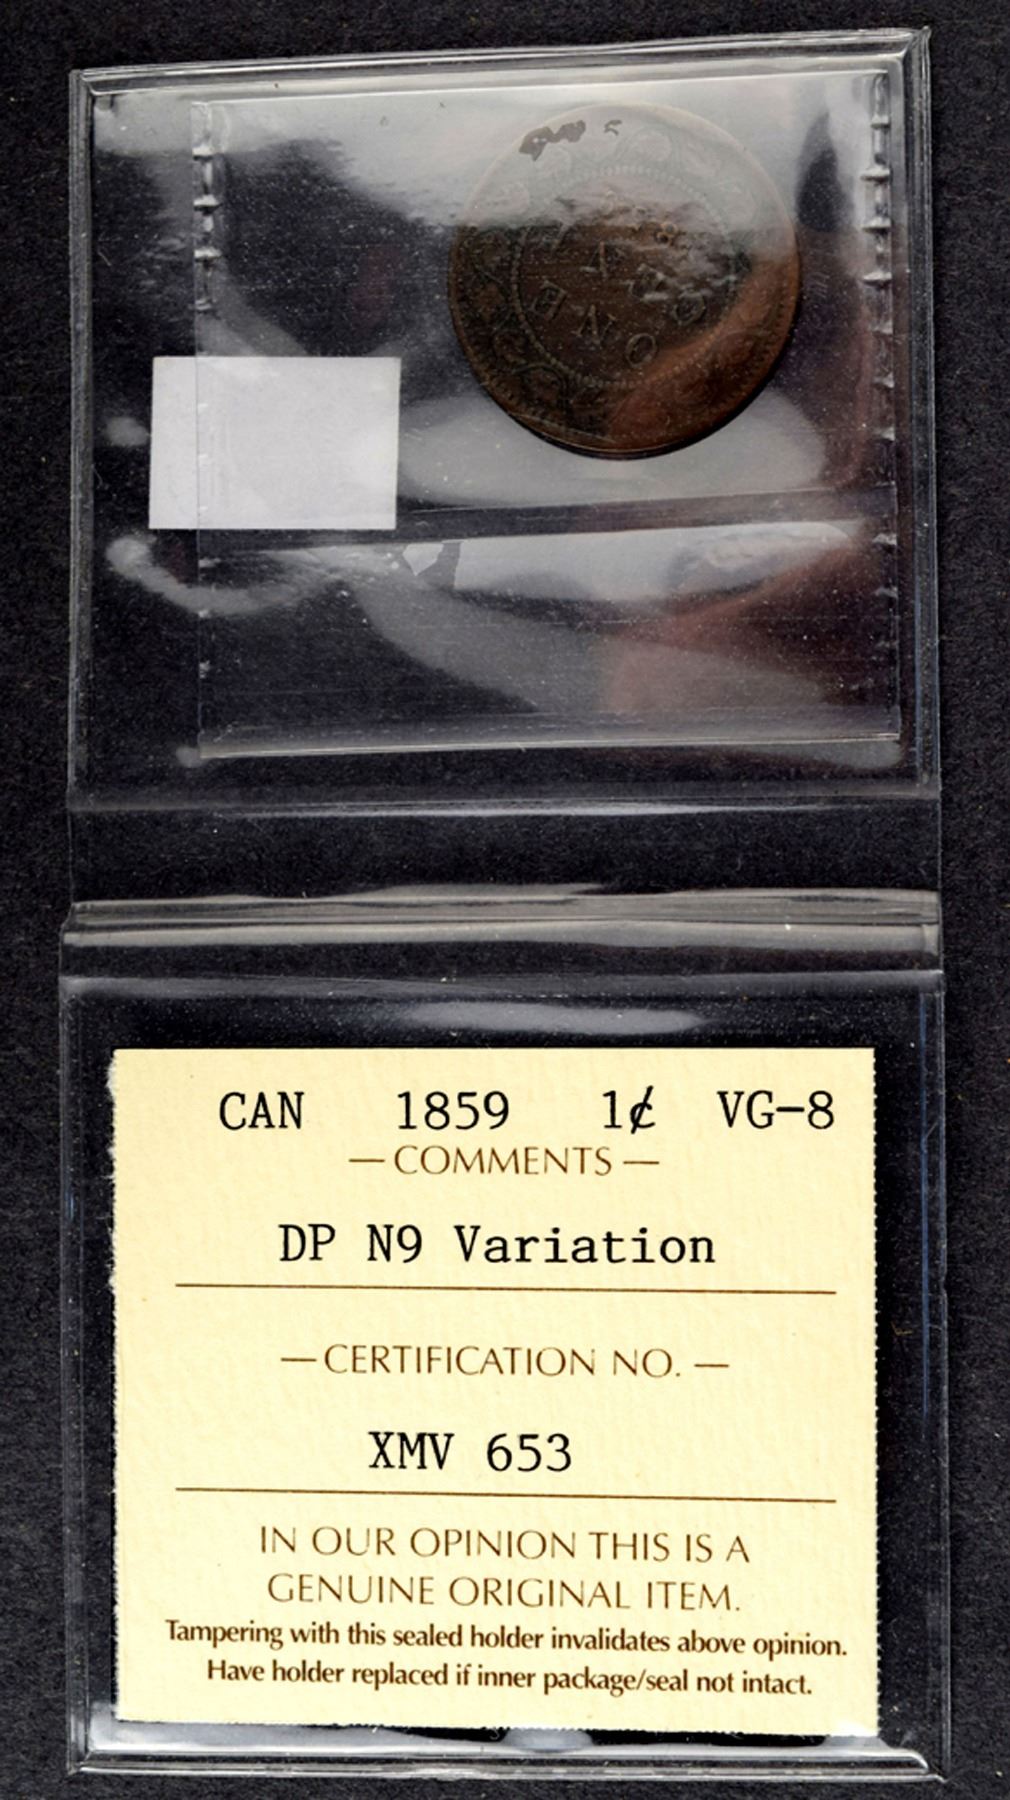 CAN 1859 1¢ VG-8
— COMMENTS —
DP N9 Variation
— CERTIFICATION NO. —
XMV 653
IN OUR OPINION THIS IS A
GENUINE ORIGINAL ITEM.
Tampering with this sealed holder invalidates above opinion.
Have holder replaced if inner package/seal not intact.